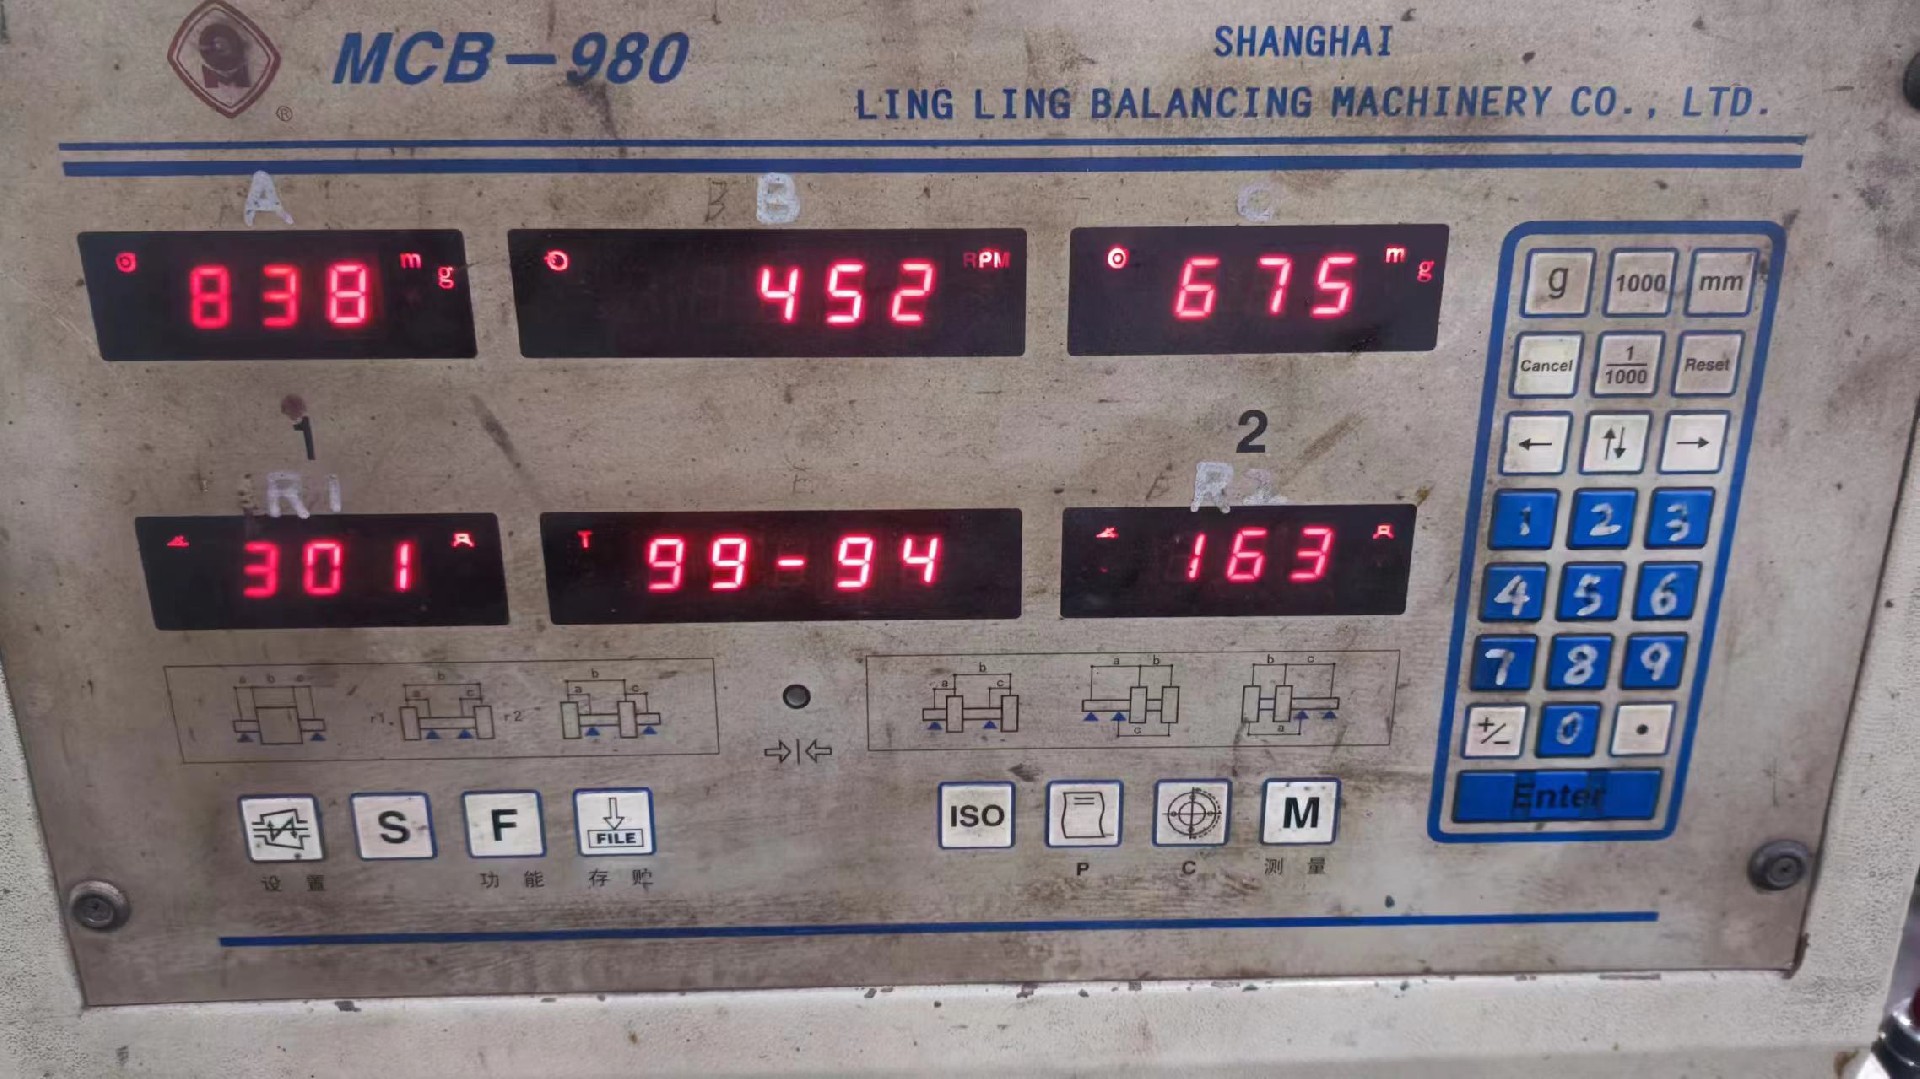 MCB-980
SHANGHAI
LING LING BALANCING MACHINERY CO., LTD.
®
A
B B
C
838 m g
452 RPM
675 m g
1
2
R1
R2
301
T 99-94
163
g 1000 mm
Cancel 1/1000 Reset
← ↑↓ →
1 2 3
4 5 6
7 8 9
+/- 0 •
Enter
a b c
b a c r1 r2
b a c
b a c
a b c
b c a
S F FILE
设置 功能 存贮
ISO M
P C 测量